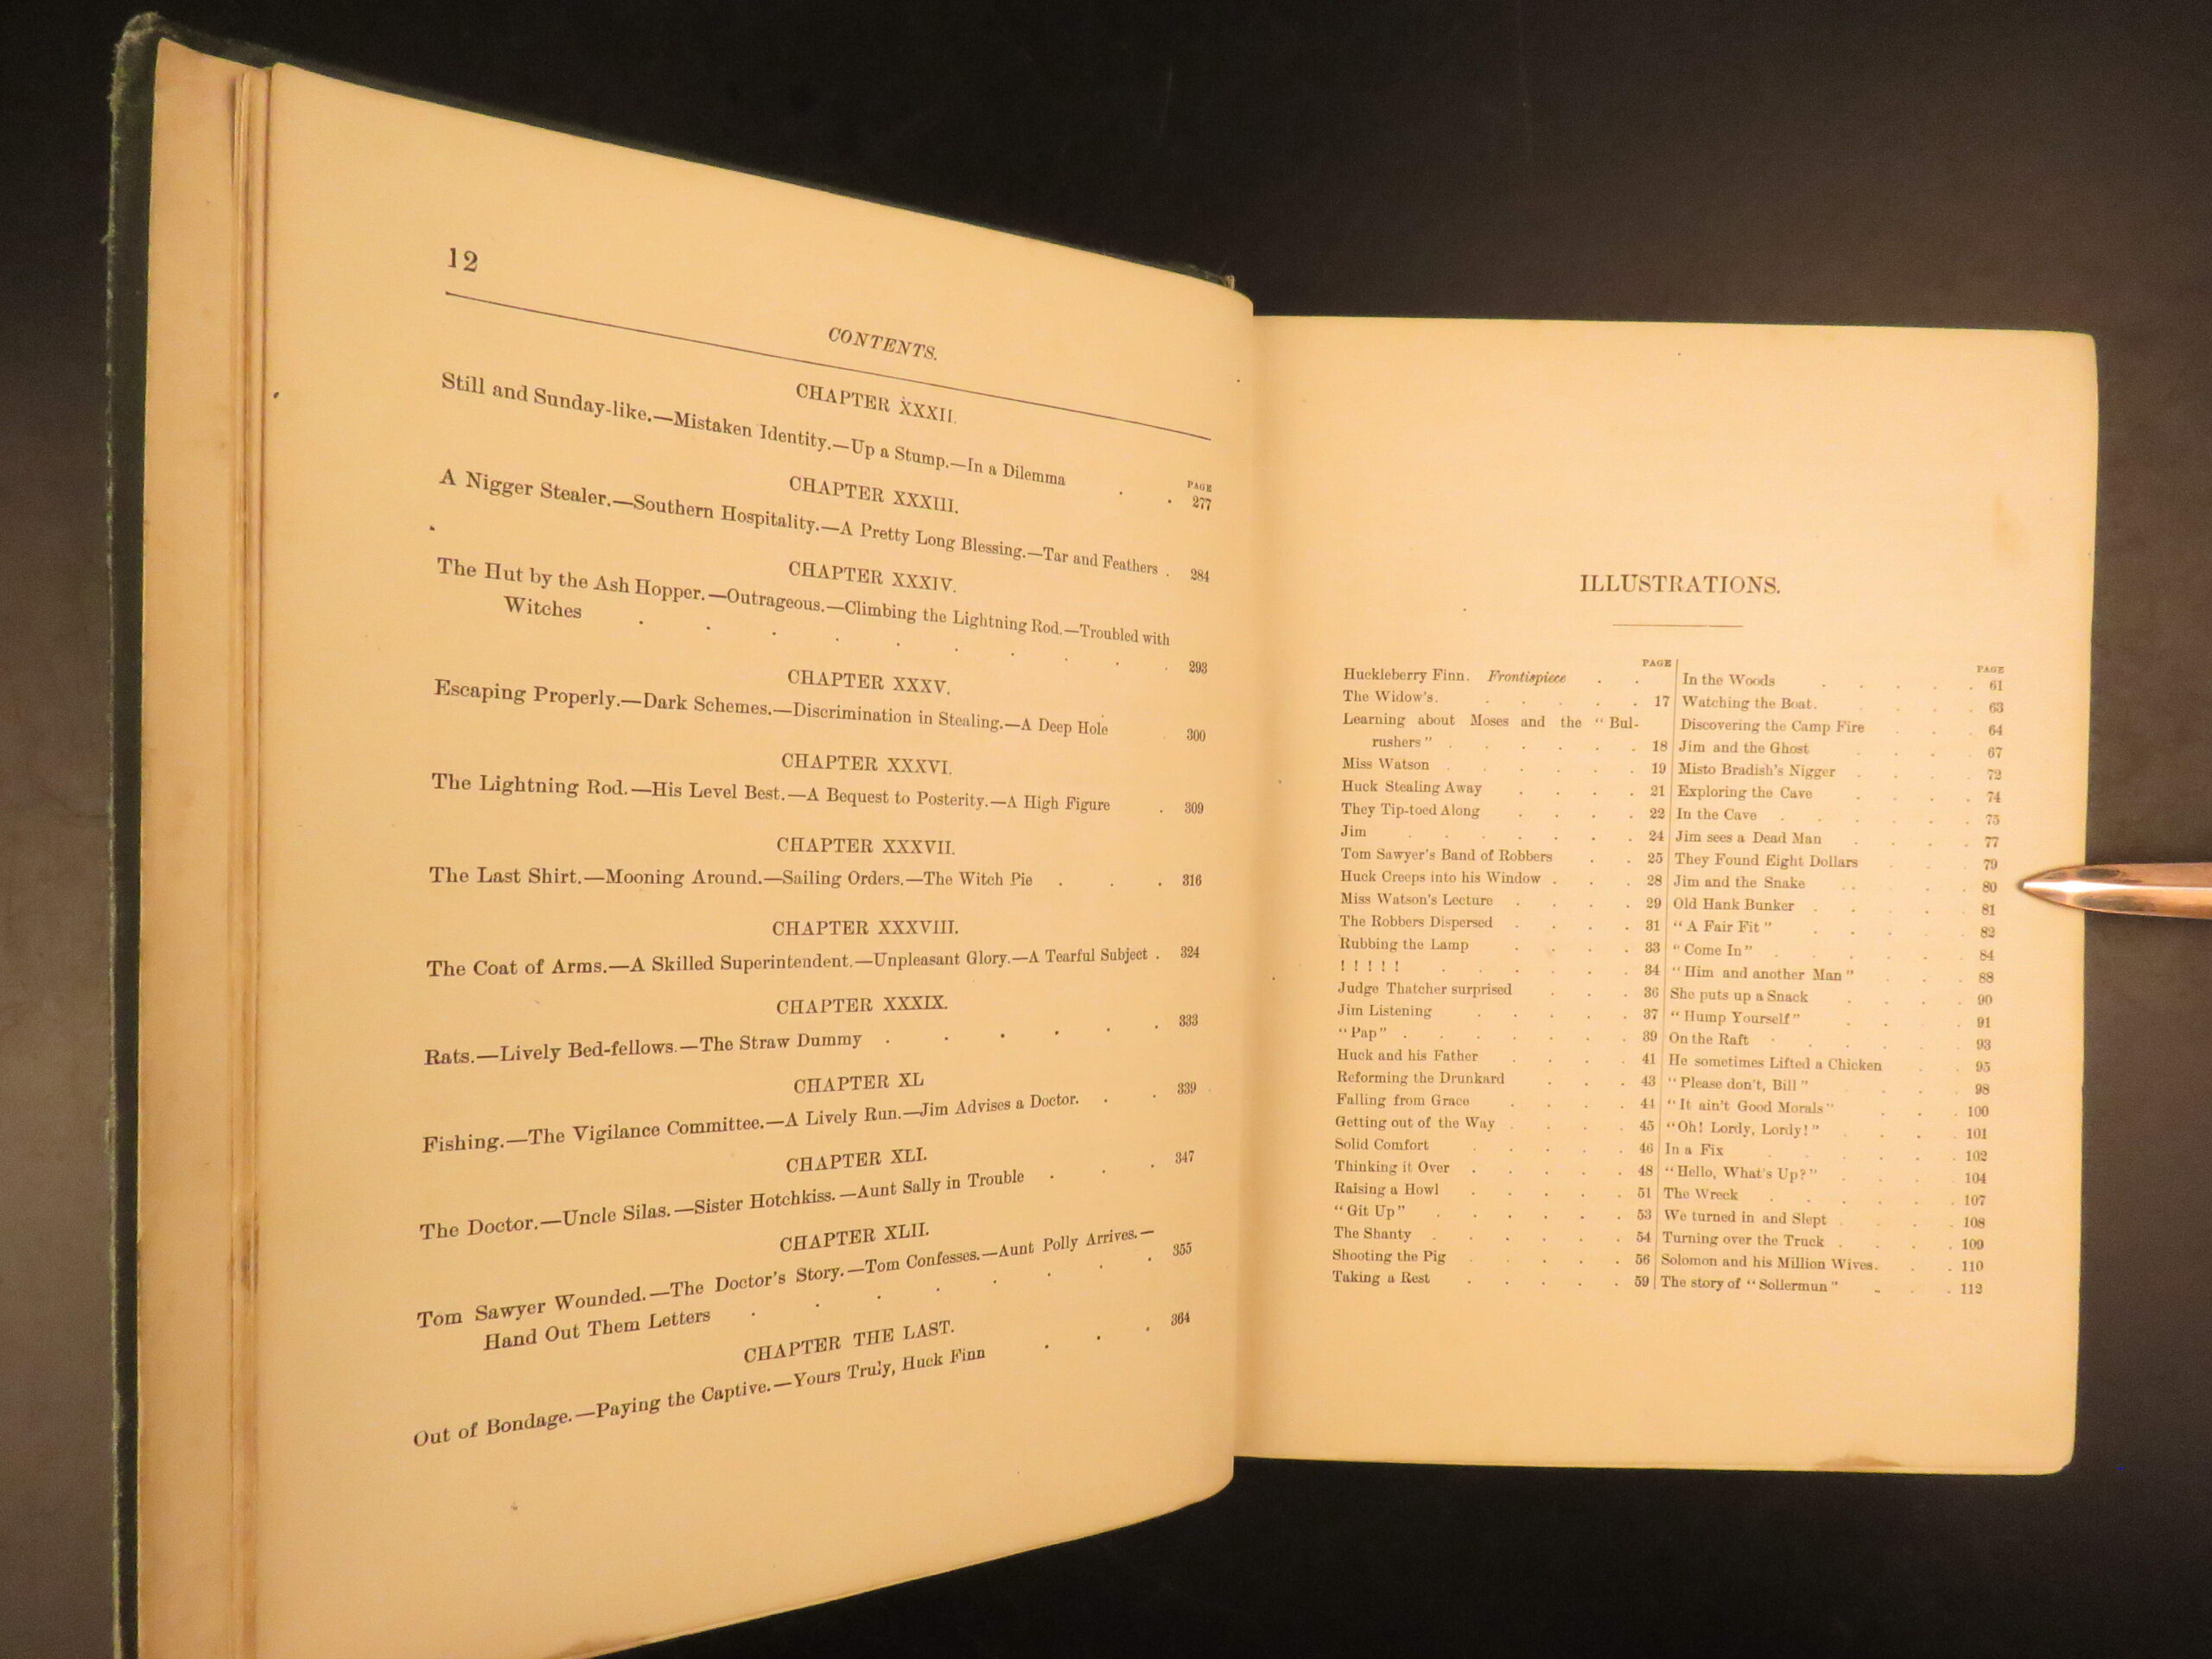 12
CONTENTS.
CHAPTER XXXII.
PAGE
Still and Sunday-like.—Mistaken Identity.—Up a Stump.—In a Dilemma . . 277
CHAPTER XXXIII.
A Nigger Stealer.—Southern Hospitality.—A Pretty Long Blessing.—Tar and Feathers . 284
CHAPTER XXXIV.
The Hut by the Ash Hopper.—Outrageous.—Climbing the Lightning Rod.—Troubled with
Witches . . . . . . . . . 293
CHAPTER XXXV.
Escaping Properly.—Dark Schemes.—Discrimination in Stealing.—A Deep Hole 300
CHAPTER XXXVI.
The Lightning Rod.—His Level Best.—A Bequest to Posterity.—A High Figure . 309
CHAPTER XXXVII.
The Last Shirt.—Mooning Around.—Sailing Orders.—The Witch Pie . . . 316
CHAPTER XXXVIII.
The Coat of Arms.—A Skilled Superintendent.—Unpleasant Glory.—A Tearful Subject . 324
CHAPTER XXXIX.
Rats.—Lively Bed-fellows.—The Straw Dummy . . . . . 333
CHAPTER XL
Fishing.—The Vigilance Committee.—A Lively Run.—Jim Advises a Doctor. . . 339
CHAPTER XLI.
The Doctor.—Uncle Silas.—Sister Hotchkiss.—Aunt Sally in Trouble . . . 347
CHAPTER XLII.
Tom Sawyer Wounded.—The Doctor's Story.—Tom Confesses.—Aunt Polly Arrives.—
Hand Out Them Letters . . . . . . . 355
CHAPTER THE LAST.
Out of Bondage.—Paying the Captive.—Yours Truly, Huck Finn . . . 364
ILLUSTRATIONS.
PAGE
Huckleberry Finn. Frontispiece . .
The Widow's. . . . . . 17
Learning about Moses and the "Bul-
rushers" . . . . . . 18
Miss Watson . . . . . . 19
Huck Stealing Away . . . . 21
They Tip-toed Along . . . . 22
Jim . . . . . . 24
Tom Sawyer's Band of Robbers . . 25
Huck Creeps into his Window . . . 28
Miss Watson's Lecture . . . . 29
The Robbers Dispersed . . . . 31
Rubbing the Lamp . . . . 33
! ! ! ! ! . . . . . 34
Judge Thatcher surprised . . . 36
Jim Listening . . . . . 37
"Pap" . . . . . . 39
Huck and his Father . . . . 41
Reforming the Drunkard . . . 43
Falling from Grace . . . . 44
Getting out of the Way . . . . 45
Solid Comfort . . . . . 46
Thinking it Over . . . . . 48
Raising a Howl . . . . . 51
"Git Up" . . . . . 53
The Shanty . . . . . . 54
Shooting the Pig . . . . . 56
Taking a Rest . . . . . 59
PAGE
In the Woods . . . . . 61
Watching the Boat. . . . . 63
Discovering the Camp Fire . . . 64
Jim and the Ghost . . . . 67
Misto Bradish's Nigger . . . . 72
Exploring the Cave . . . . 74
In the Cave . . . . . . 75
Jim sees a Dead Man . . . . 77
They Found Eight Dollars . . . 79
Jim and the Snake . . . . 80
Old Hank Bunker . . . . . 81
"A Fair Fit" . . . . . 82
"Come In" . . . . . 84
"Him and another Man" . . . 88
She puts up a Snack . . . . 90
"Hump Yourself" . . . . 91
On the Raft . . . . . 93
He sometimes Lifted a Chicken . . 95
"Please don't, Bill" . . . . 98
"It ain't Good Morals" . . . 100
"Oh! Lordy, Lordy!" . . . . 101
In a Fix . . . . . 102
"Hello, What's Up?" . . . . 104
The Wreck . . . . . 107
We turned in and Slept . . . . 108
Turning over the Truck . . . . 109
Solomon and his Million Wives. . . 110
The story of "Sollermun" . . . 112